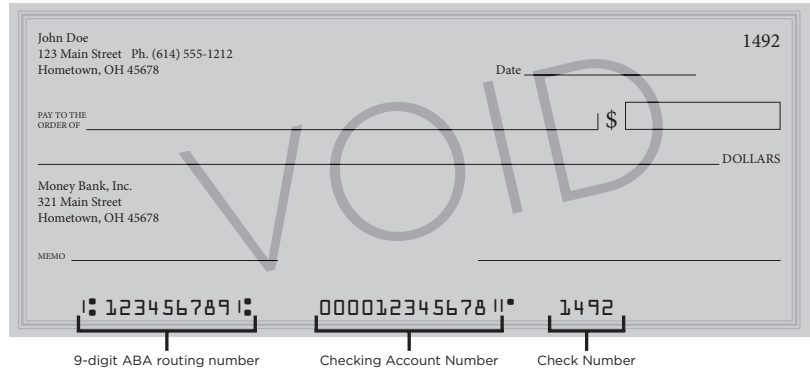 John Doe
1492
123 Main Street Ph. (614) 555-1212
Hometown, OH 45678
Date
PAY TO THE
ORDER OF
$
DOLLARS
VOID
Money Bank, Inc.
321 Main Street
Hometown, OH 45678
MEMO
⑆ 123456789⑆ 000012345678⑈ 1492
9-digit ABA routing number Checking Account Number Check Number